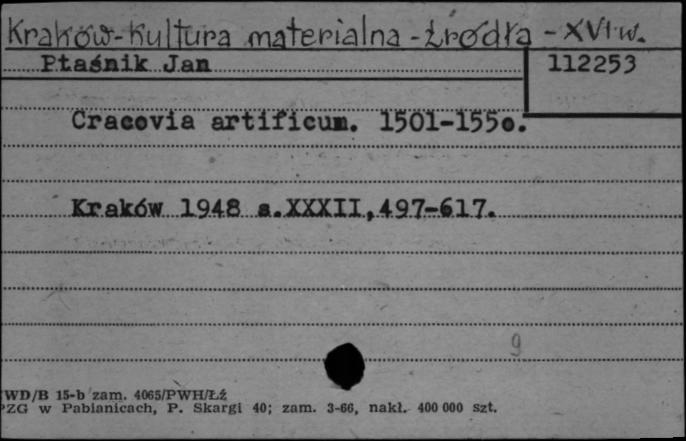 Kraków-Kultura materialna-źródła-XVI w.
Ptaśnik Jan
112253
Cracovia artificum. 1501-155o.
Kraków 1948 s.XXXII,497-617.
9
WD/B 15-b zam. 4065/PWH/Łź
PZG w Pabianicach, P. Skargi 40; zam. 3-66, nakł. 400 000 szt.